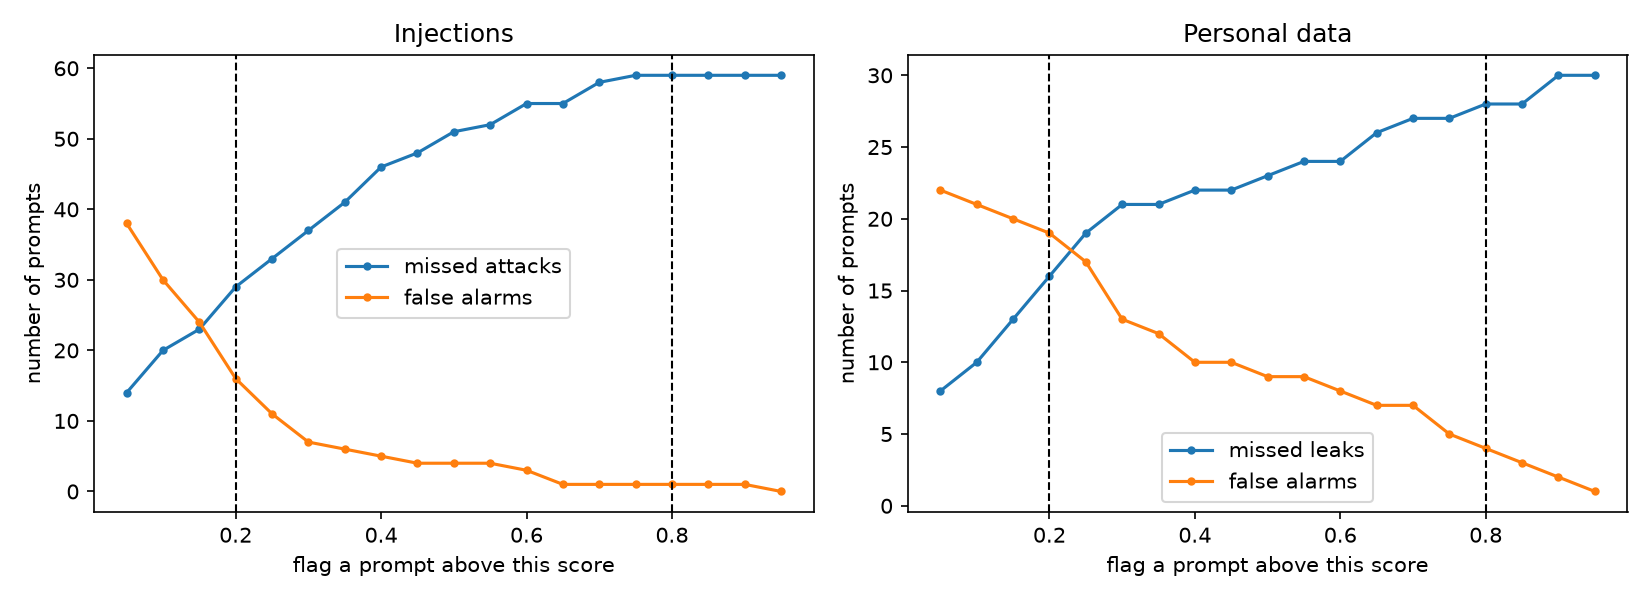 Injections
number of prompts
60
50
40
30
20
10
0
missed attacks
false alarms
0.2 0.4 0.6 0.8
flag a prompt above this score
Personal data
number of prompts
30
25
20
15
10
5
0
missed leaks
false alarms
0.2 0.4 0.6 0.8
flag a prompt above this score